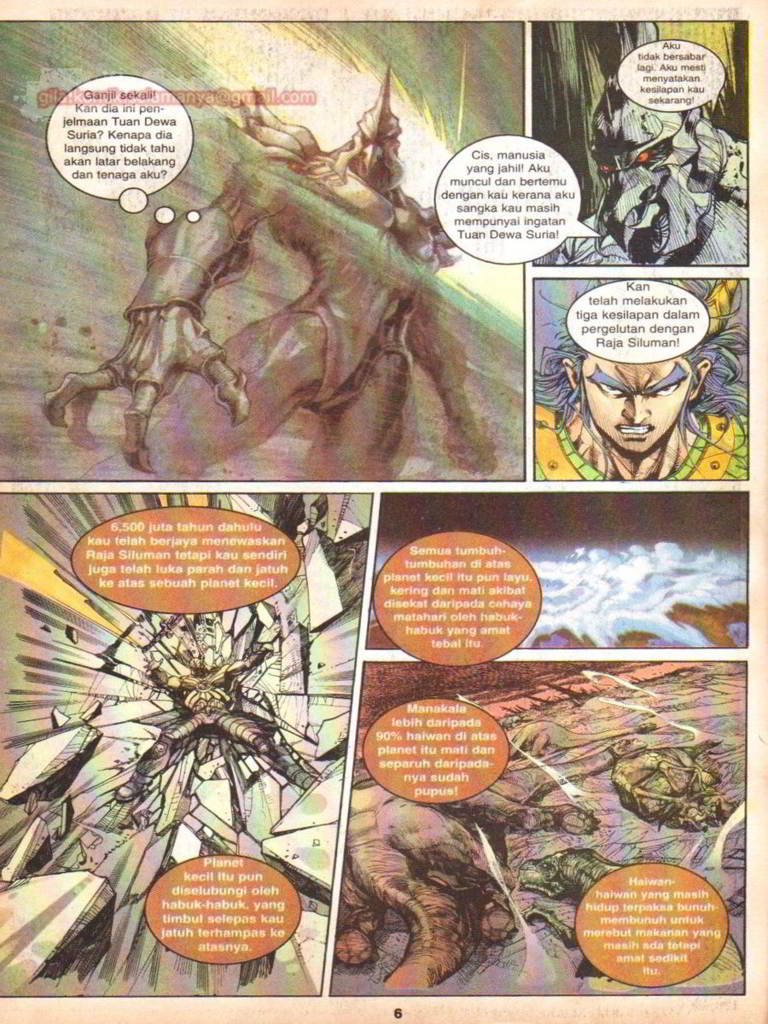 Ganjil sekali!
Kan dia ini pen-
jelmaan Tuan Dewa
Suria? Kenapa dia
langsung tidak tahu
akan latar belakang
dan tenaga aku?
Cis, manusia
yang jahil! Aku
muncul dan bertemu
dengan kau kerana aku
sangka kau masih
mempunyai ingatan
Tuan Dewa Suria!
Aku
tidak bersabar
lagi. Aku mesti
menyatakan
kesilapan kau
sekarang!
Kan
telah melakukan
tiga kesilapan dalam
pergelutan dengan
Raja Siluman!
6,500 juta tahun dahulu
kau telah berjaya menewaskan
Raja Siluman tetapi kau sendiri
juga telah luka parah dan jatuh
ke atas sebuah planet kecil.
Planet
kecil itu pun
diselubungi oleh
habuk-habuk, yang
timbul selepas kau
jatuh terhampas ke
atasnya.
Semua tumbuh-
tumbuhan di atas
planet kecil itu pun layu,
kering dan mati akibat
disekat daripada cahaya
matahari oleh habuk-
habuk yang amat
tebal itu.
Manakala
lebih daripada
90% haiwan di atas
planet itu mati dan
separuh daripada-
nya sudah
pupus!
Haiwan-
haiwan yang masih
hidup terpaksa bunuh-
membunuh untuk
merebut makanan yang
masih ada tetapi
amat sedikit
itu.
6